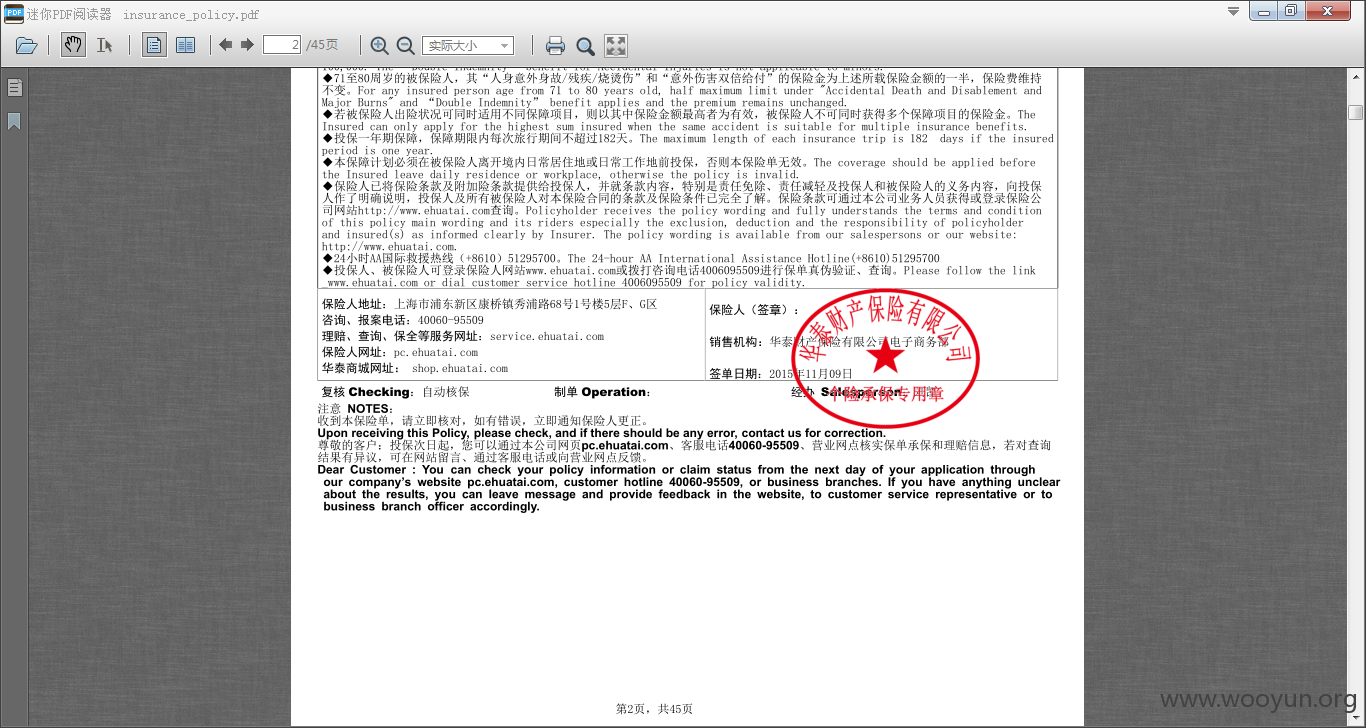 PDF 迷你PDF阅读器 insurance_policy.pdf
2 /45页 实际大小
◆71至80周岁的被保险人，其“人身意外身故/残疾/烧烫伤”和“意外伤害双倍给付”的保险金为上述所载保险金额的一半，保险费维持
不变。For any insured person age from 71 to 80 years old, half maximum limit under "Accidental Death and Disablement and
Major Burns" and “Double Indemnity” benefit applies and the premium remains unchanged.
◆若被保险人出险状况可同时适用不同保障项目，则以其中保险金额最高者为有效，被保险人不可同时获得多个保障项目的保险金。The
Insured can only apply for the highest sum insured when the same accident is suitable for multiple insurance benefits.
◆投保一年期保障，保障期限内每次旅行期间不超过182天。The maximum length of each insurance trip is 182 days if the insured
period is one year.
◆本保障计划必须在被保险人离开境内日常居住地或日常工作地前投保，否则本保险单无效。The coverage should be applied before
the Insured leave daily residence or workplace, otherwise the policy is invalid.
◆保险人已将保险条款及附加险条款提供给投保人，并就条款内容，特别是责任免除、责任减轻及投保人和被保险人的义务内容，向投保
人作了明确说明，投保人及所有被保险人对本保险合同的条款及保险条件已完全了解。保险条款可通过本公司业务人员获得或登录保险公
司网站http://www.ehuatai.com查询。Policyholder receives the policy wording and fully understands the terms and condition
of this policy main wording and its riders especially the exclusion, deduction and the responsibility of policyholder
and insured(s) as informed clearly by Insurer. The policy wording is available from our salespersons or our website:
http://www.ehuatai.com.
◆24小时AA国际救援热线（+8610）51295700。The 24-hour AA International Assistance Hotline(+8610)51295700
◆投保人、被保险人可登录保险人网站www.ehuatai.com或拨打咨询电话4006095509进行保单真伪验证、查询。Please follow the link
www.ehuatai.com or dial customer service hotline 4006095509 for policy validity.
保险人地址：上海市浦东新区康桥镇秀浦路68号1号楼5层F、G区
咨询、报案电话：40060-95509
理赔、查询、保全等服务网址：service.ehuatai.com
保险人网址：pc.ehuatai.com
华泰商城网址： shop.ehuatai.com
保险人（签章）：
销售机构：华泰财产保险有限公司电子商务部
签单日期：2015年11月09日
华泰财产保险有限公司
个险承保专用章
复核 Checking：自动核保 制单 Operation： 经办 Salesperson：
注意 NOTES：
收到本保险单，请立即核对，如有错误，立即通知保险人更正。
Upon receiving this Policy, please check, and if there should be any error, contact us for correction.
尊敬的客户：投保次日起，您可以通过本公司网页pc.ehuatai.com、客服电话40060-95509、营业网点核实保单承保和理赔信息，若对查询
结果有异议，可在网站留言、通过客服电话或向营业网点反馈。
Dear Customer : You can check your policy information or claim status from the next day of your application through
our company's website pc.ehuatai.com, customer hotline 40060-95509, or business branches. If you have anything unclear
about the results, you can leave message and provide feedback in the website, to customer service representative or to
business branch officer accordingly.
第2页，共45页
www.wooyun.org